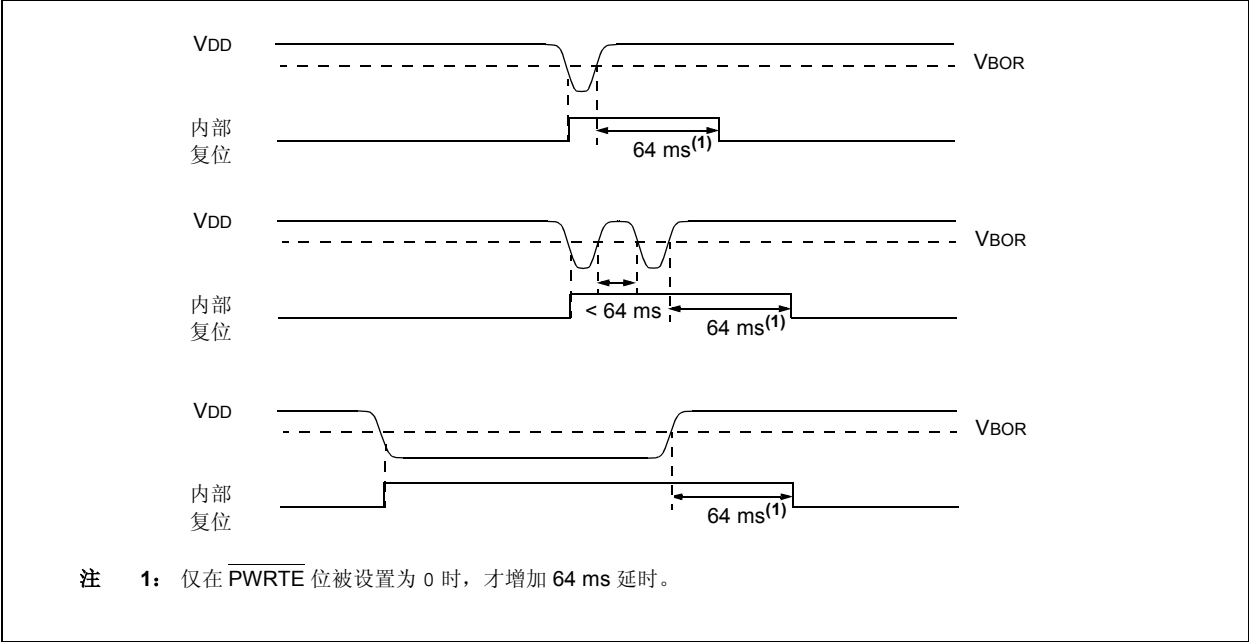 VDD
VBOR
内部
复位
64 ms(1)
VDD
VBOR
内部
复位
< 64 ms
64 ms(1)
VDD
VBOR
内部
复位
64 ms(1)
注 1: 仅在 PWRTE 位被设置为 0 时，才增加 64 ms 延时。